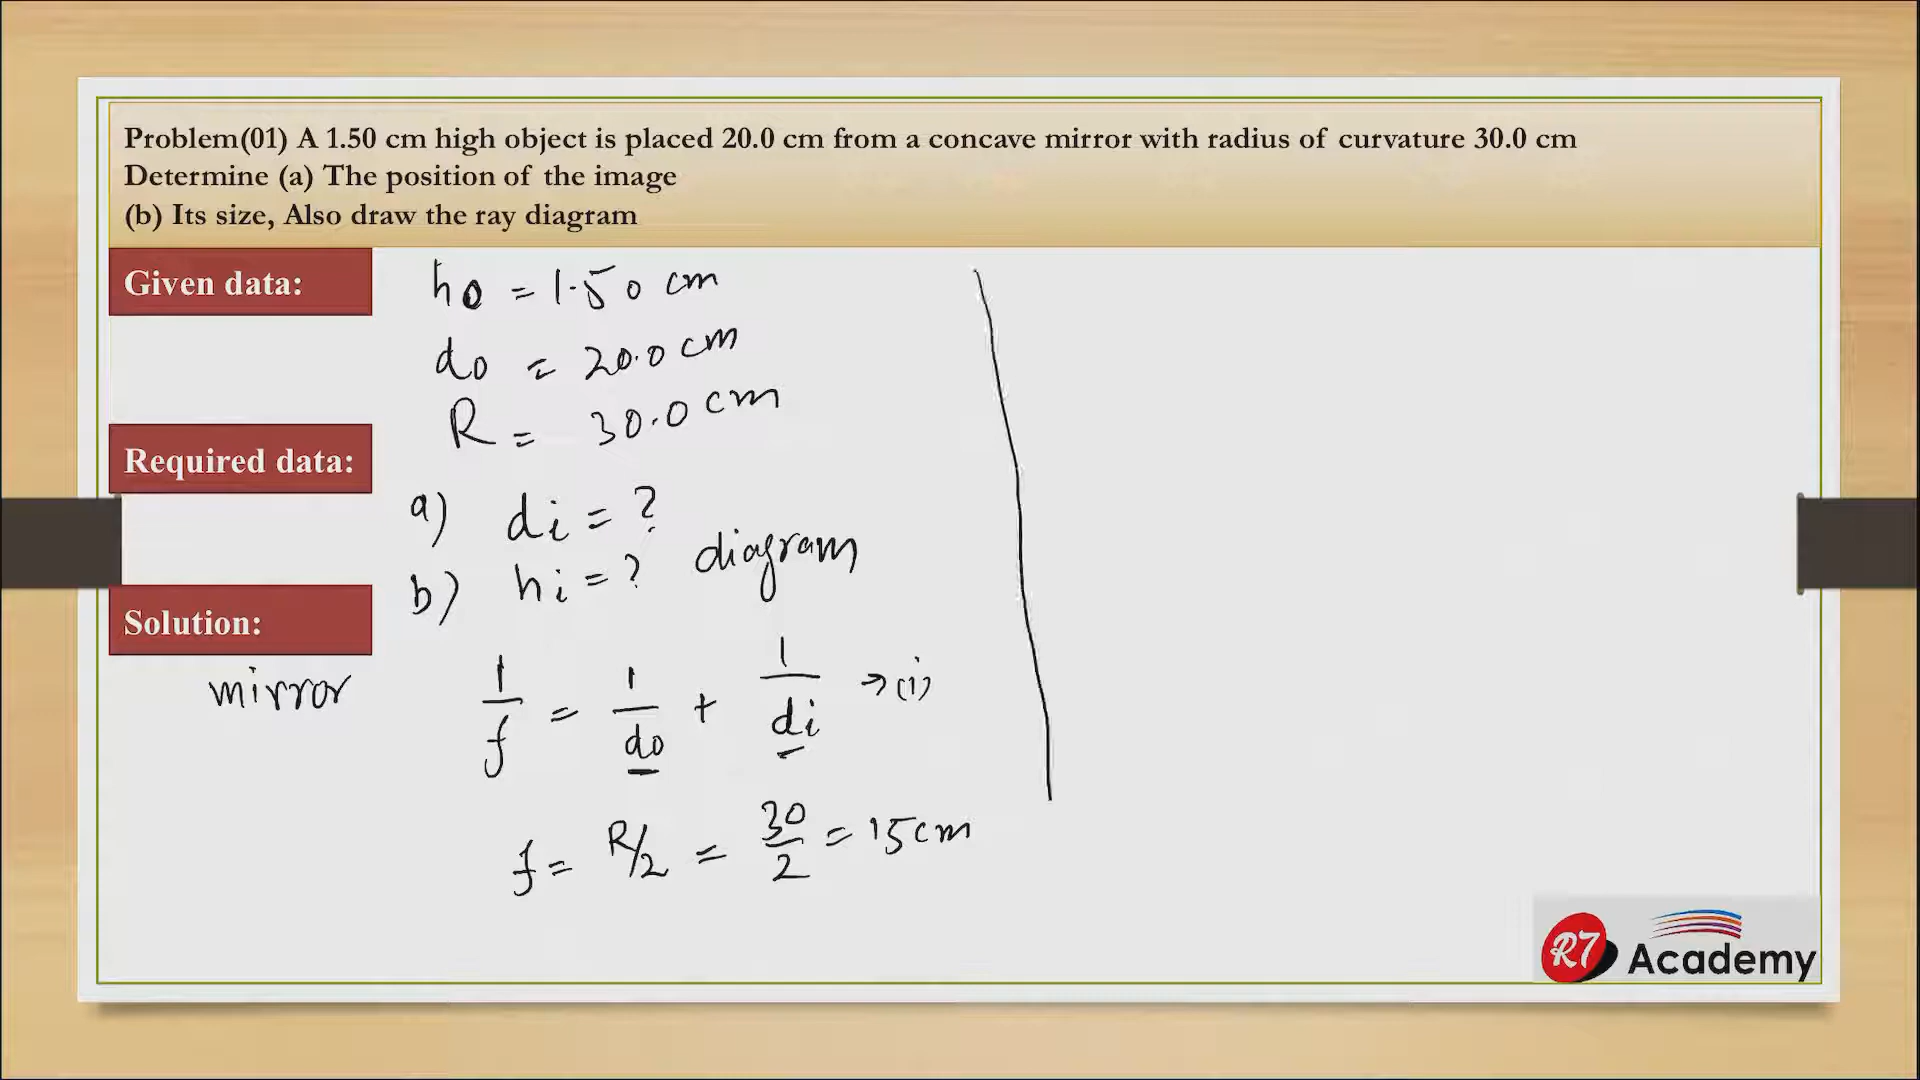 Problem(01) A 1.50 cm high object is placed 20.0 cm from a concave mirror with radius of curvature 30.0 cm
Determine (a) The position of the image
(b) Its size, Also draw the ray diagram
Given data:
ho = 1.50 cm
do = 20.0 cm
R = 30.0 cm
Required data:
a) di = ?
b) hi = ? diagram
Solution:
mirror
1/f = 1/do + 1/di → (i)
f = R/2 = 30/2 = 15 cm
R7 Academy